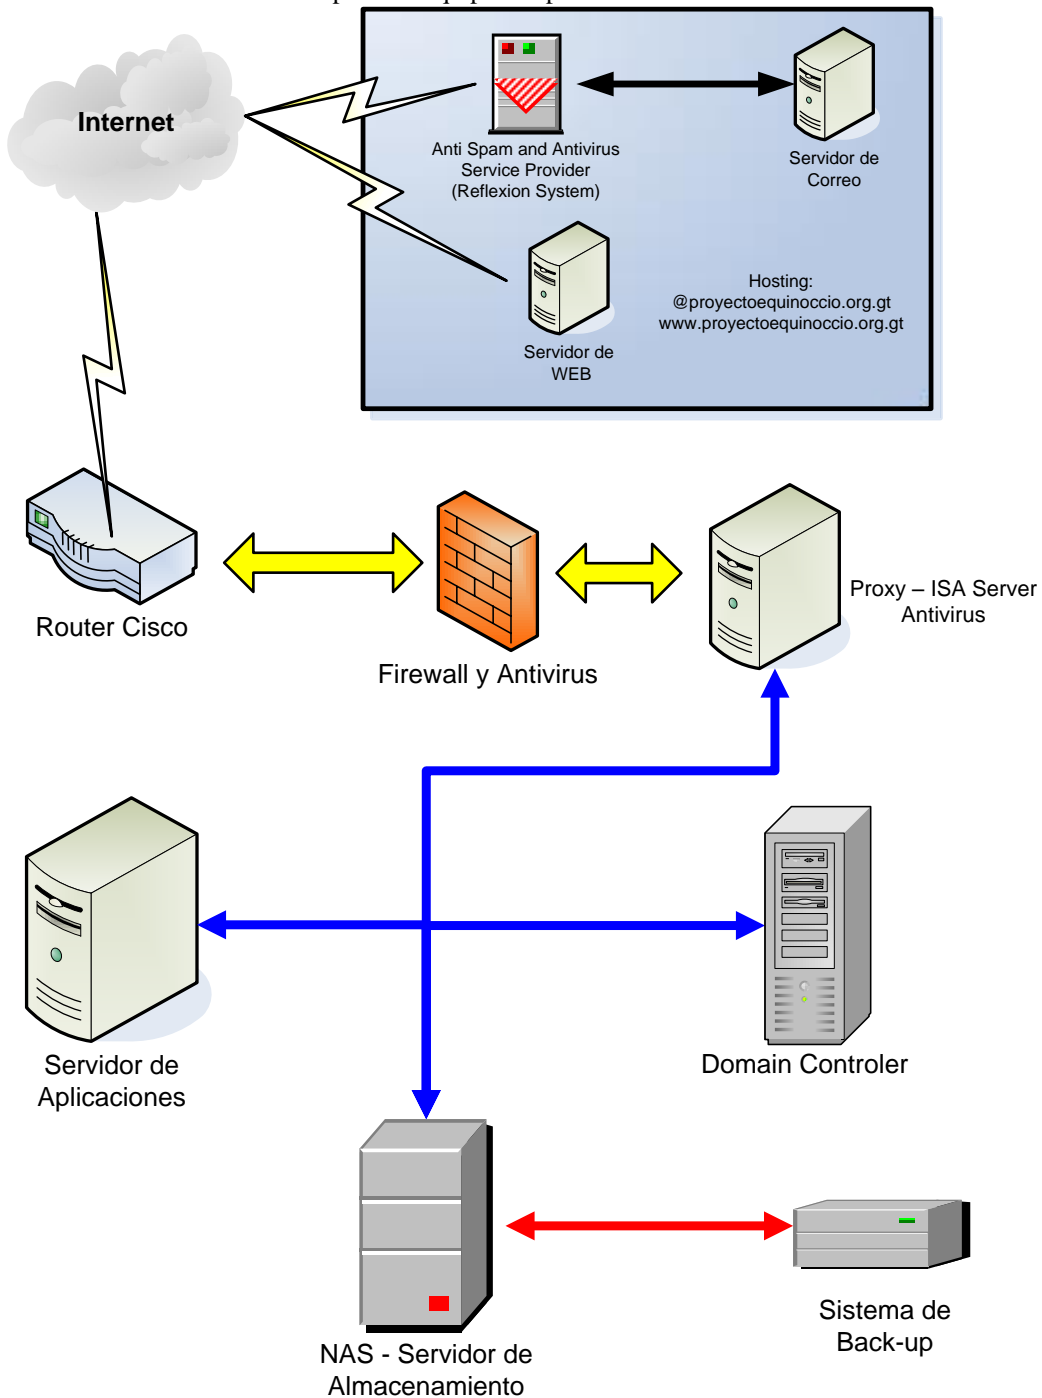 Internet
Anti Spam and Antivirus
Service Provider
(Reflexion System)
Servidor de
Correo
Servidor de
WEB
Hosting:
@proyectoequinoccio.org.gt
www.proyectoequinoccio.org.gt
Router Cisco
Firewall y Antivirus
Proxy – ISA Server
Antivirus
Servidor de
Aplicaciones
Domain Controler
NAS - Servidor de
Almacenamiento
Sistema de
Back-up